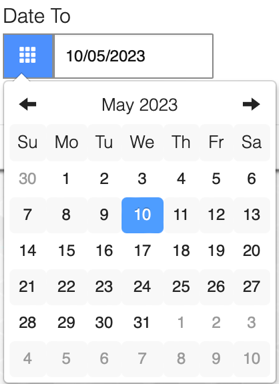 Date To
10/05/2023
May 2023
Su Mo Tu We Th Fr Sa
30 1 2 3 4 5 6
7 8 9 10 11 12 13
14 15 16 17 18 19 20
21 22 23 24 25 26 27
28 29 30 31 1 2 3
4 5 6 7 8 9 10